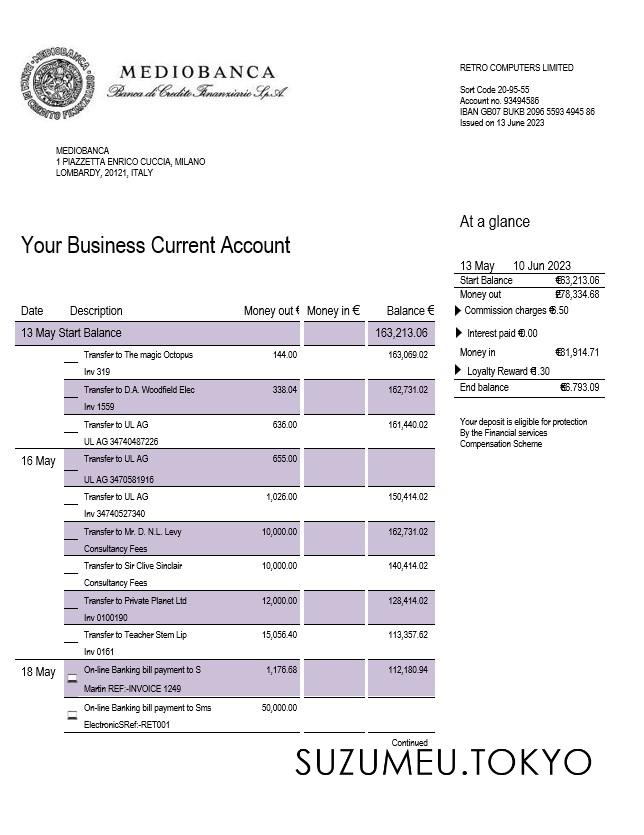 MEDIOBANCA
Banca di Credito Finanziario S.p.A.
RETRO COMPUTERS LIMITED
Sort Code 20-95-55
Account no. 93494586
IBAN GB07 BUKB 2096 5593 4945 86
Issued on 13 June 2023
MEDIOBANCA
1 PIAZZETTA ENRICO CUCCIA, MILANO
LOMBARDY, 20121, ITALY
Your Business Current Account
At a glance
13 May 10 Jun 2023
Start Balance €63,213.06
Money out €78,334.68
Commission charges €6.50
Interest paid €0.00
Money in €31,914.71
Loyalty Reward €1.30
End balance €6.793.09
Your deposit is eligible for protection
By the Financial services
Compensation Scheme
Date Description Money out € Money in € Balance €
13 May Start Balance 163,213.06
Transfer to The magic Octopus 144.00 163,069.02
Inv 319
Transfer to D.A. Woodfield Elec 338.04 162,731.02
Inv 1559
Transfer to UL AG 636.00 161,440.02
UL AG 34740487226
16 May Transfer to UL AG 655.00
UL AG 3470581916
Transfer to UL AG 1,026.00 150,414.02
Inv 34740527340
Transfer to Mr. D. N.L. Levy 10,000.00 162,731.02
Consultancy Fees
Transfer to Sir Clive Sinclair 10,000.00 140,414.02
Consultancy Fees
Transfer to Private Planet Ltd 12,000.00 128,414.02
Inv 0100190
Transfer to Teacher Stem Lip 15,056.40 113,357.62
Inv 0161
18 May On-line Banking bill payment to S 1,176.68 112,180.94
Martin REF:-INVOICE 1249
On-line Banking bill payment to Sms 50,000.00
ElectronicSRef:-RET001
Continued
SUZUMEU.TOKYO